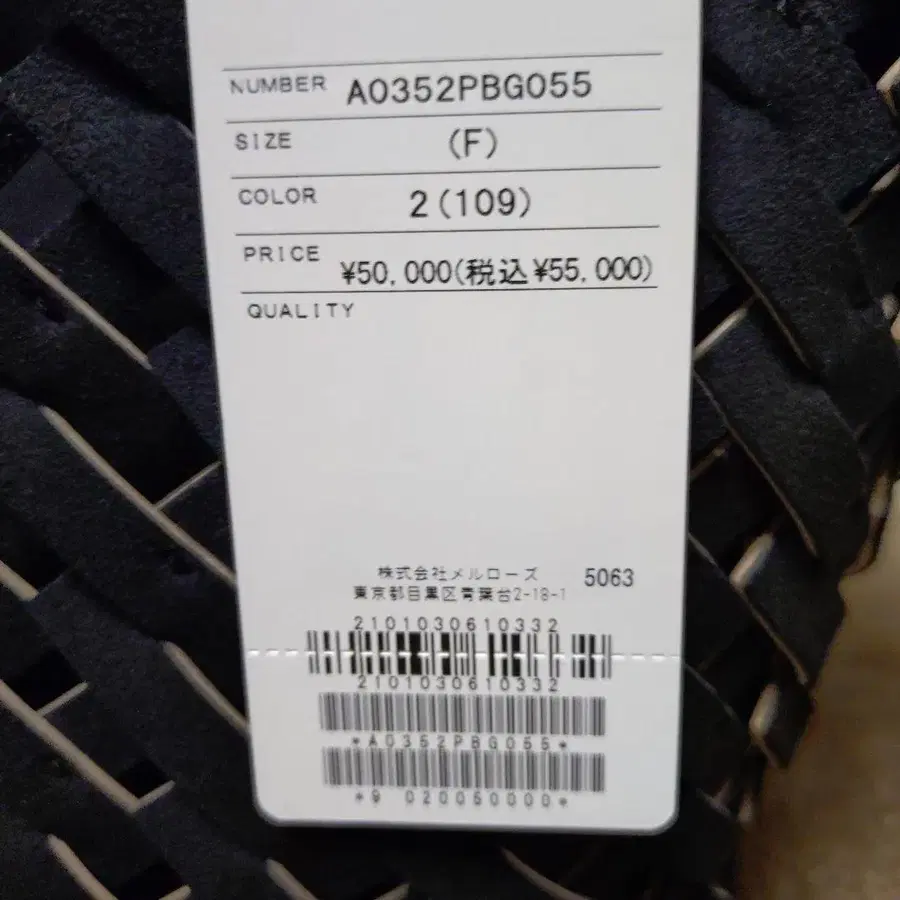 NUMBER A0352PBG055
SIZE (F)
COLOR 2(109)
PRICE ¥50,000(税込¥55,000)
QUALITY
株式会社メルローズ 5063
東京都目黒区青葉台2-18-1
2101030610332
2101030610332
*A0352PBG055*
*9 020050000*